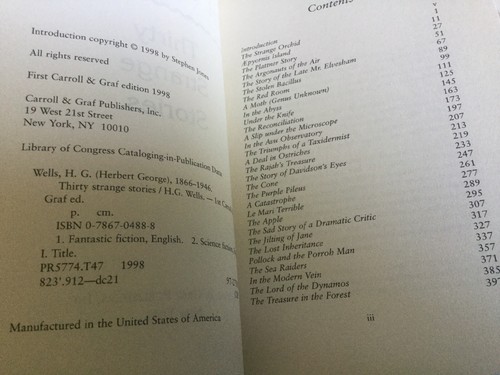 Introduction copyright © 1998 by Stephen Jones
All rights reserved
First Carroll & Graf edition 1998
Carroll & Graf Publishers, Inc.
19 West 21st Street
New York, NY 10010
Library of Congress Cataloging-in-Publication Data
Wells, H. G. (Herbert George), 1866–1946.
Thirty strange stories / H.G. Wells. — 1st
Graf ed.
p. cm.
ISBN 0-7867-0488-8
1. Fantastic fiction, English. 2. Science
I. Title.
PR5774.T47 1998
823'.912—dc21
Manufactured in the United States of America
Contents
Introduction v
The Strange Orchid 1
Æpyornis Island 11
The Plattner Story 27
The Argonauts of the Air 51
The Story of the Late Mr. Elvesham 67
The Stolen Bacillus 89
The Red Room 99
A Moth (Genus Unknown) 111
In the Abyss 125
Under the Knife 145
The Reconciliation 163
A Slip under the Microscope 173
In the Avu Observatory 197
The Triumphs of a Taxidermist 207
A Deal in Ostriches 213
The Rajah's Treasure 219
The Story of Davidson's Eyes 233
The Cone 247
The Purple Pileus 261
A Catastrophe 277
Le Mari Terrible 289
The Apple 295
The Sad Story of a Dramatic Critic 307
The Jilting of Jane 317
The Lost Inheritance 327
Pollock and the Porroh Man 337
The Sea Raiders 357
In the Modern Vein 371
The Lord of the Dynamos 385
The Treasure in the Forest 397
iii